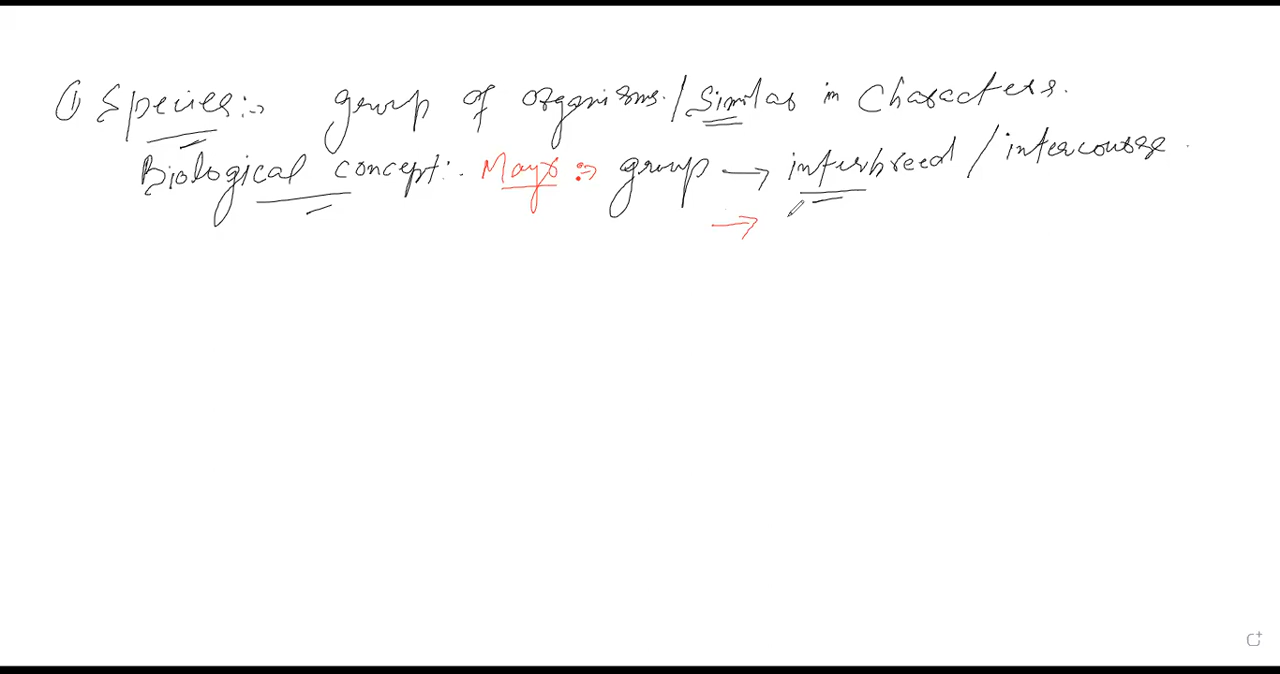 ① Species:→ group of organisms / Similar in Characters.
Biological concept:. Mayr :→ group → interbreed / intercourse.
→